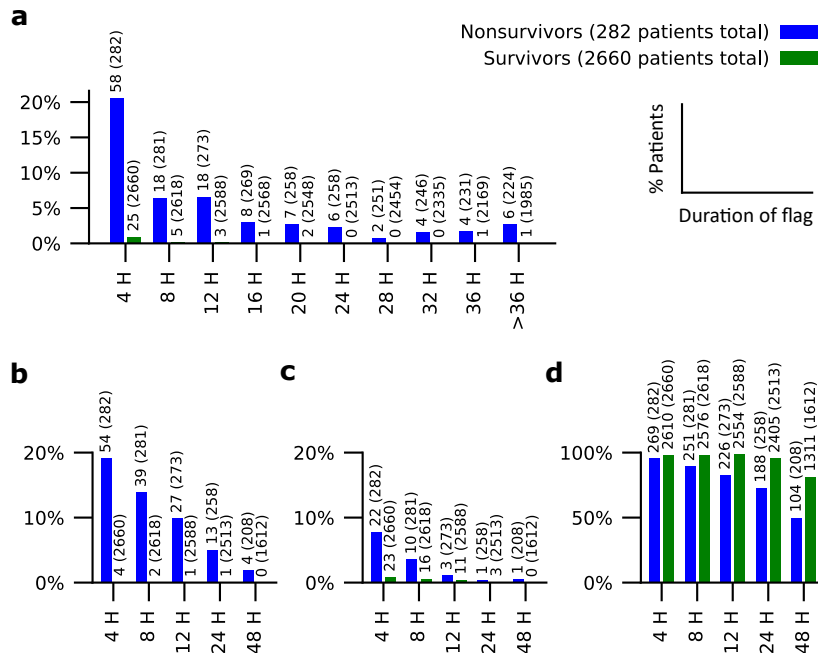 a
Nonsurvivors (282 patients total)
Survivors (2660 patients total)
20%
15%
10%
5%
0%
58 (282)
25 (2660)
18 (281)
5 (2618)
18 (273)
3 (2588)
8 (269)
1 (2568)
7 (258)
2 (2548)
6 (258)
0 (2513)
2 (251)
0 (2454)
4 (246)
0 (2335)
4 (231)
1 (2169)
6 (224)
1 (1985)
4 H
8 H
12 H
16 H
20 H
24 H
28 H
32 H
36 H
> 36 H
% Patients
Duration of flag
b
20%
10%
0%
54 (282)
4 (2660)
39 (281)
2 (2618)
27 (273)
1 (2588)
13 (258)
1 (2513)
4 (208)
0 (1612)
4 H
8 H
12 H
24 H
48 H
c
20%
10%
0%
22 (282)
23 (2660)
10 (281)
16 (2618)
3 (273)
11 (2588)
1 (258)
3 (2513)
1 (208)
0 (1612)
4 H
8 H
12 H
24 H
48 H
d
100%
50%
0%
269 (282)
2610 (2660)
251 (281)
2576 (2618)
226 (273)
2554 (2588)
188 (258)
2405 (2513)
104 (208)
1311 (1612)
4 H
8 H
12 H
24 H
48 H